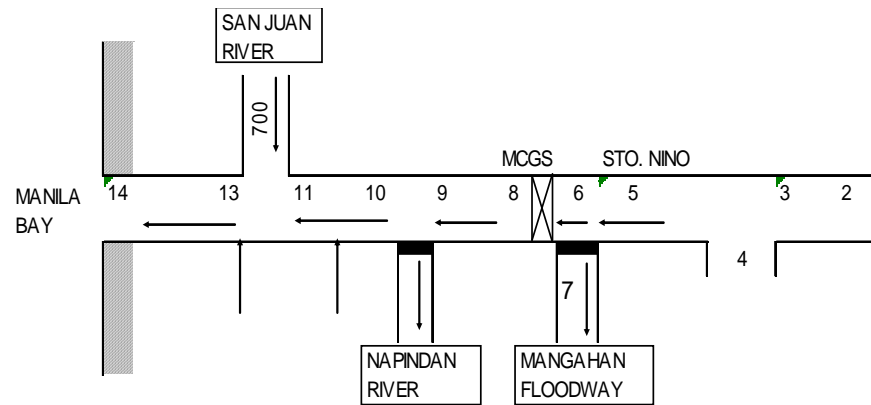 SAN JUAN
RIVER
700
MCGS STO. NINO
MANILA
BAY
14 13 11 10 9 8 6 5 3 2
4
7
NAPINDAN
RIVER
MANGAHAN
FLOODWAY